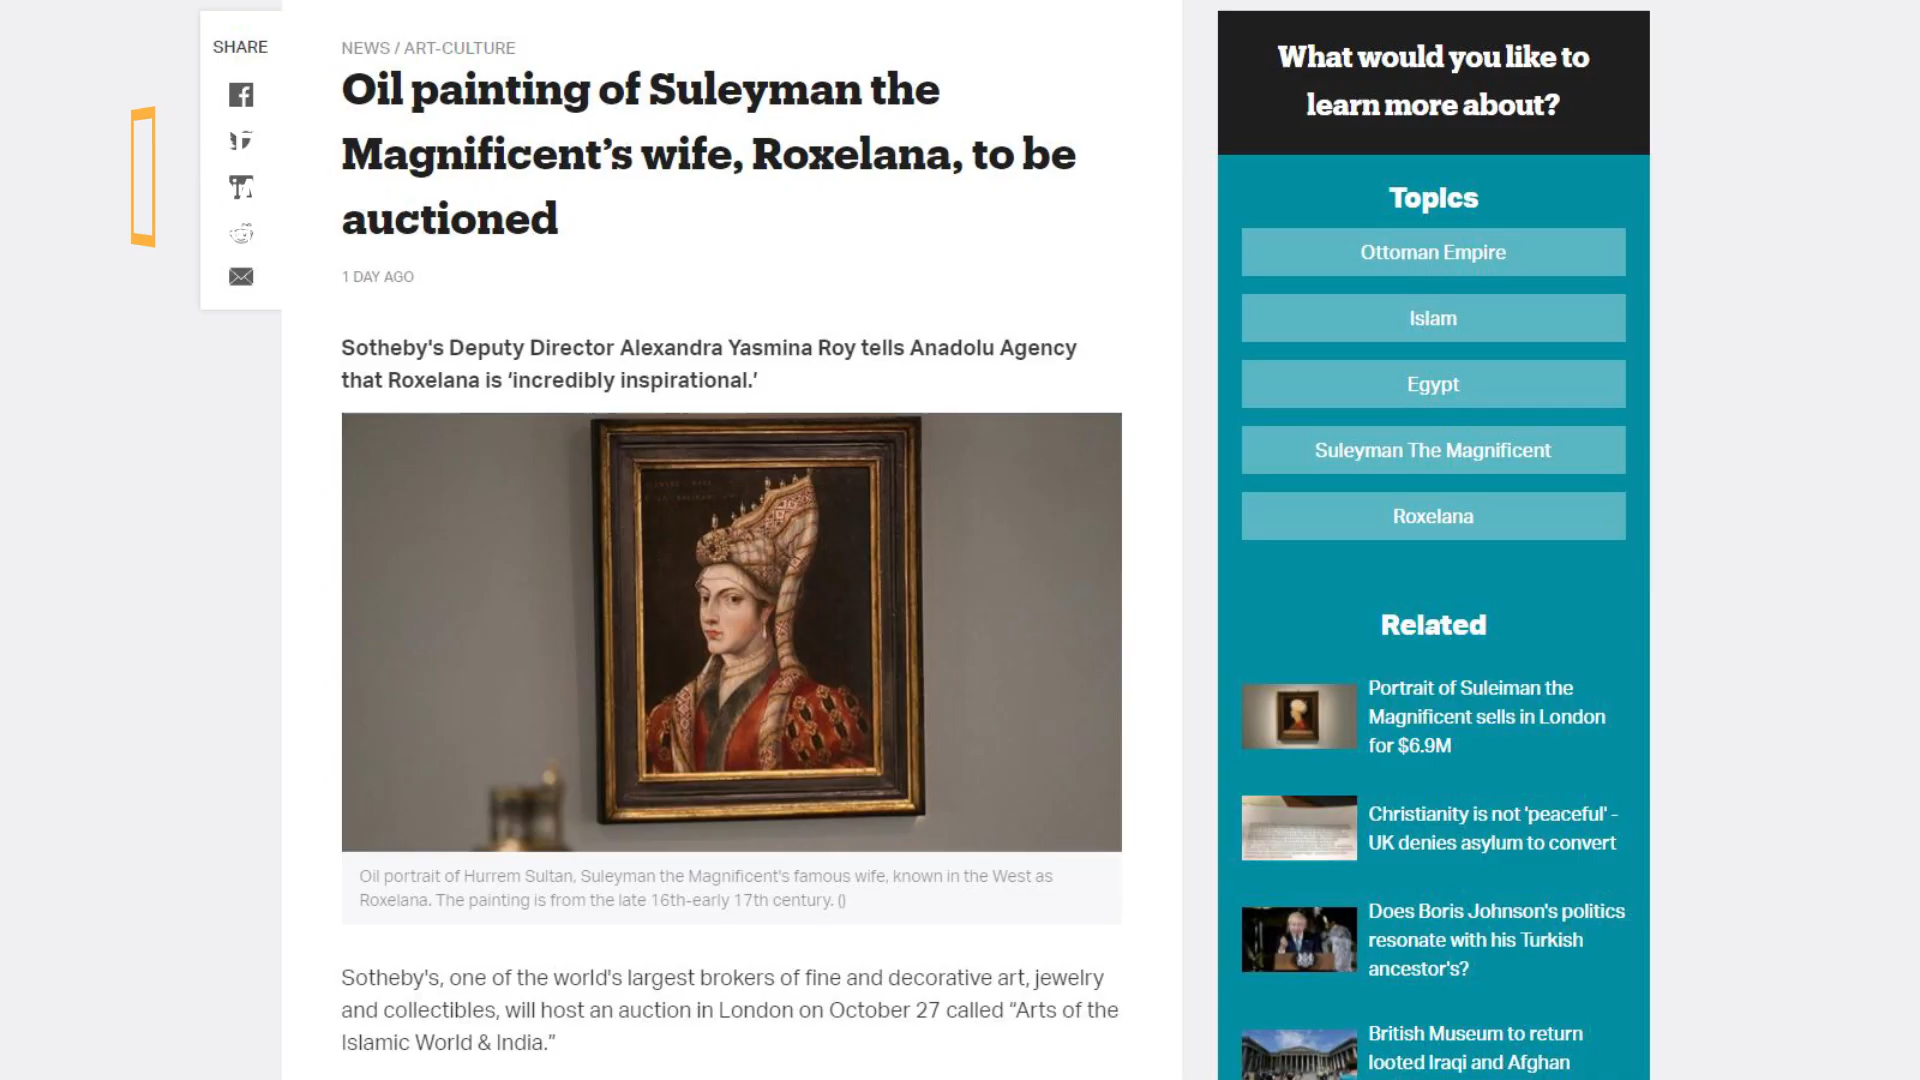 SHARE
NEWS / ART-CULTURE
Oil painting of Suleyman the
Magnificent’s wife, Roxelana, to be
auctioned
1 DAY AGO
Sotheby's Deputy Director Alexandra Yasmina Roy tells Anadolu Agency
that Roxelana is ‘incredibly inspirational.’
Oil portrait of Hurrem Sultan, Suleyman the Magnificent's famous wife, known in the West as
Roxelana. The painting is from the late 16th-early 17th century. ()
Sotheby's, one of the world's largest brokers of fine and decorative art, jewelry
and collectibles, will host an auction in London on October 27 called “Arts of the
Islamic World & India.”
What would you like to
learn more about?
Topics
Ottoman Empire
Islam
Egypt
Suleyman The Magnificent
Roxelana
Related
Portrait of Suleiman the
Magnificent sells in London
for $6.9M
Christianity is not 'peaceful' -
UK denies asylum to convert
Does Boris Johnson's politics
resonate with his Turkish
ancestor's?
British Museum to return
looted Iraqi and Afghan